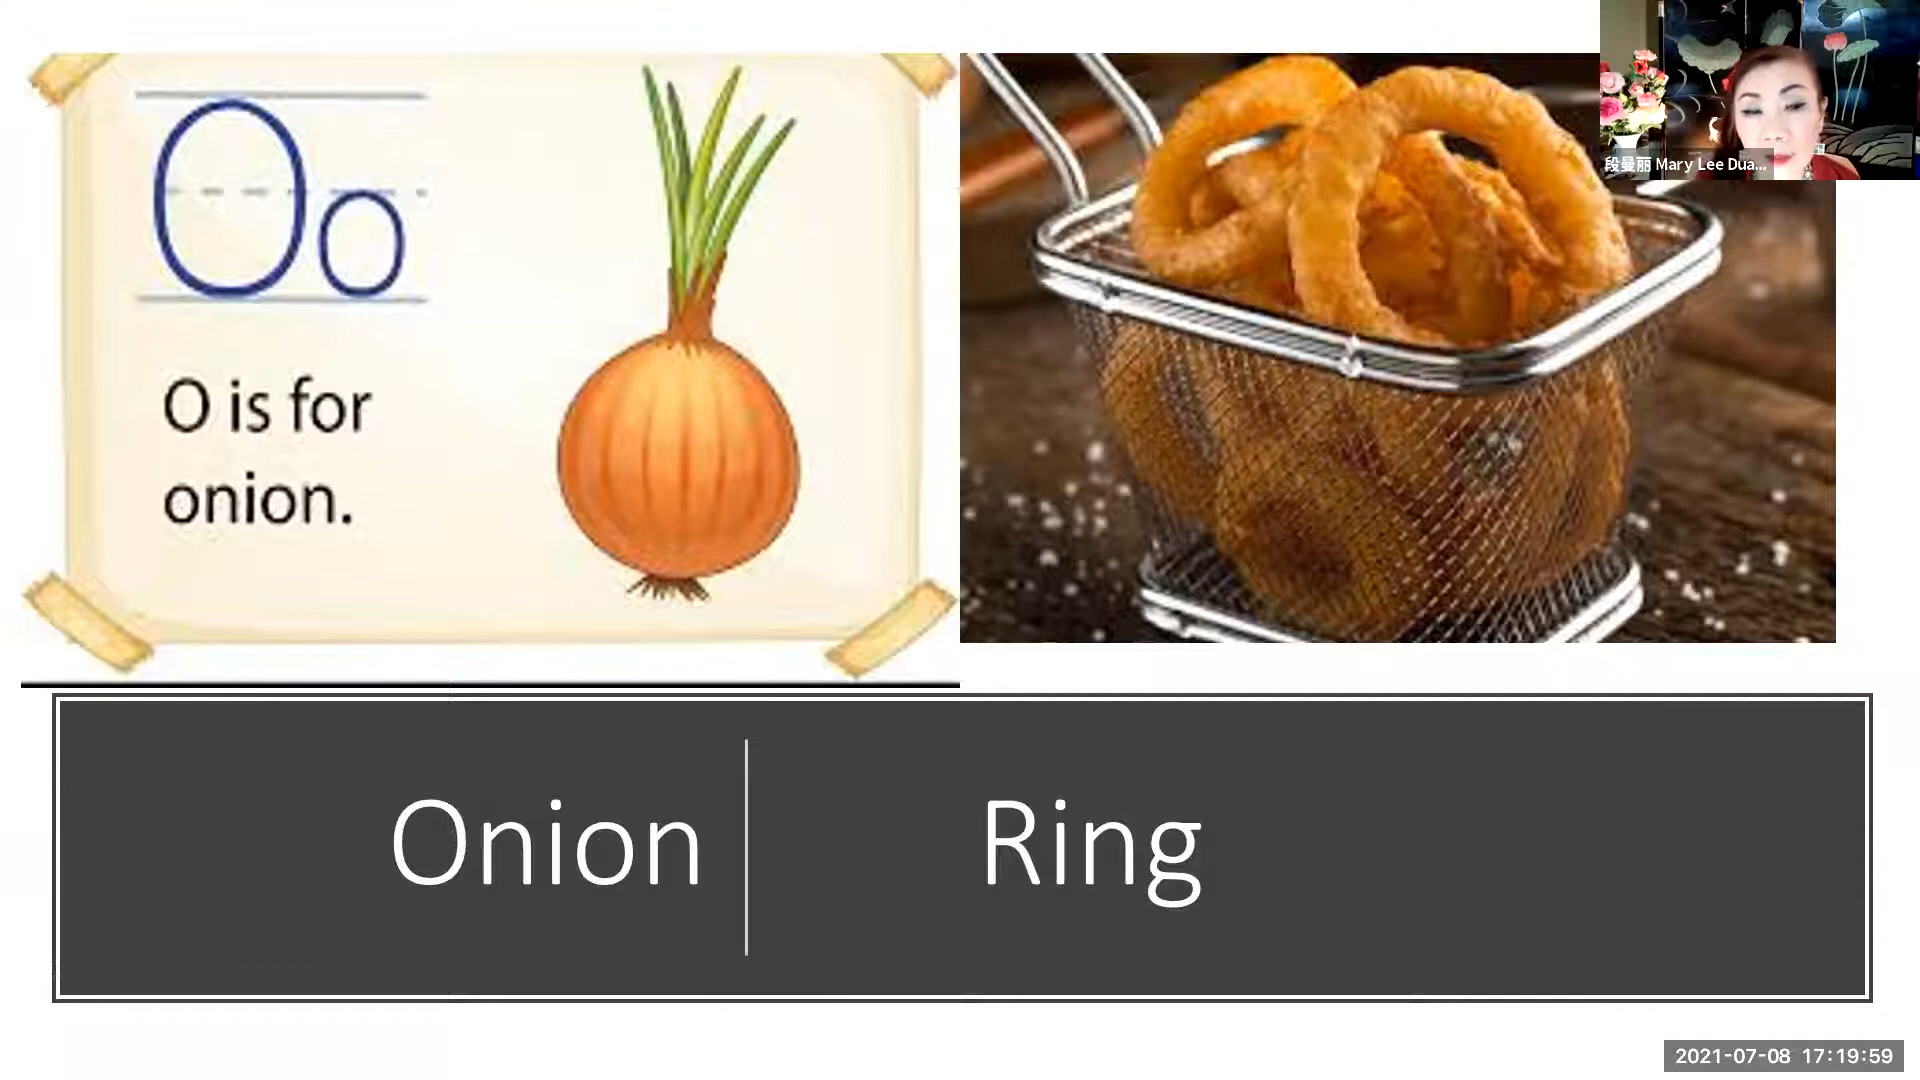 Oo
O is for
onion.
段曼丽 Mary Lee Dua...
Onion
Ring
2021-07-08 17:19:59